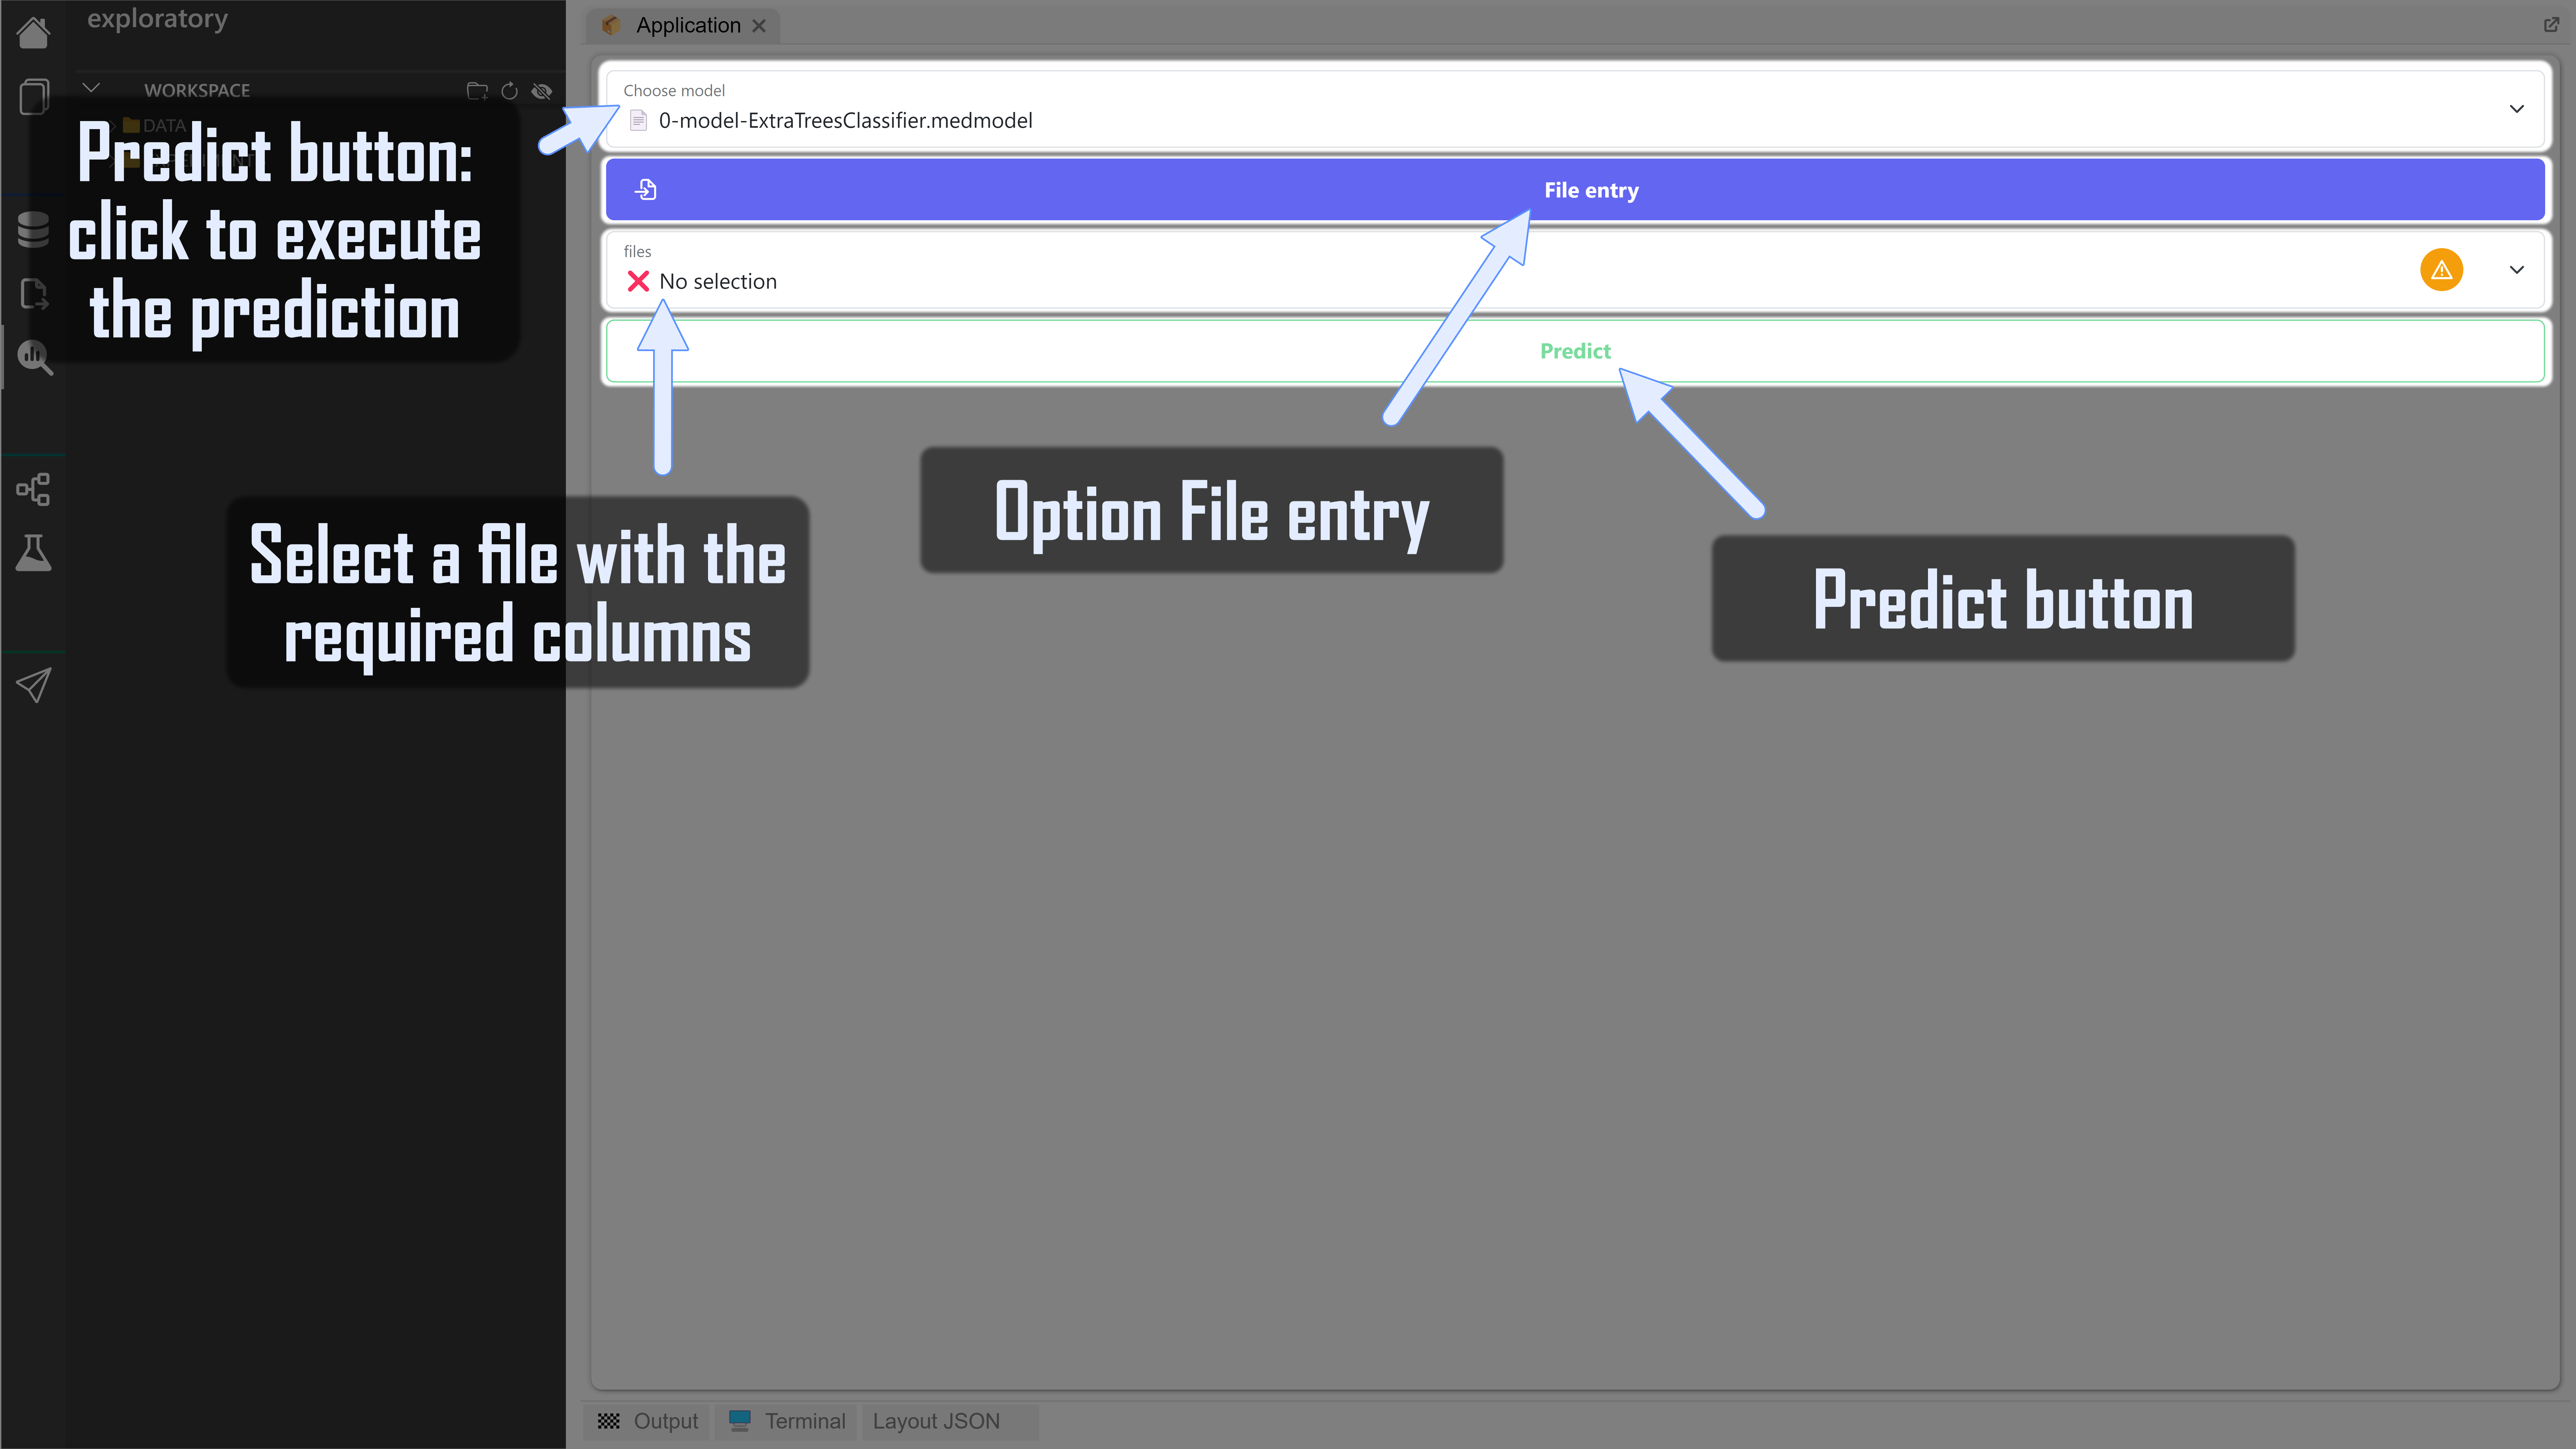 exploratory
Application
WORKSPACE
DATA
Choose model
0-model-ExtraTreesClassifier.medmodel
File entry
files
No selection
Predict
Predict button:
click to execute
the prediction
Select a file with the
required columns
Option File entry
Predict button
Output
Terminal
Layout JSON